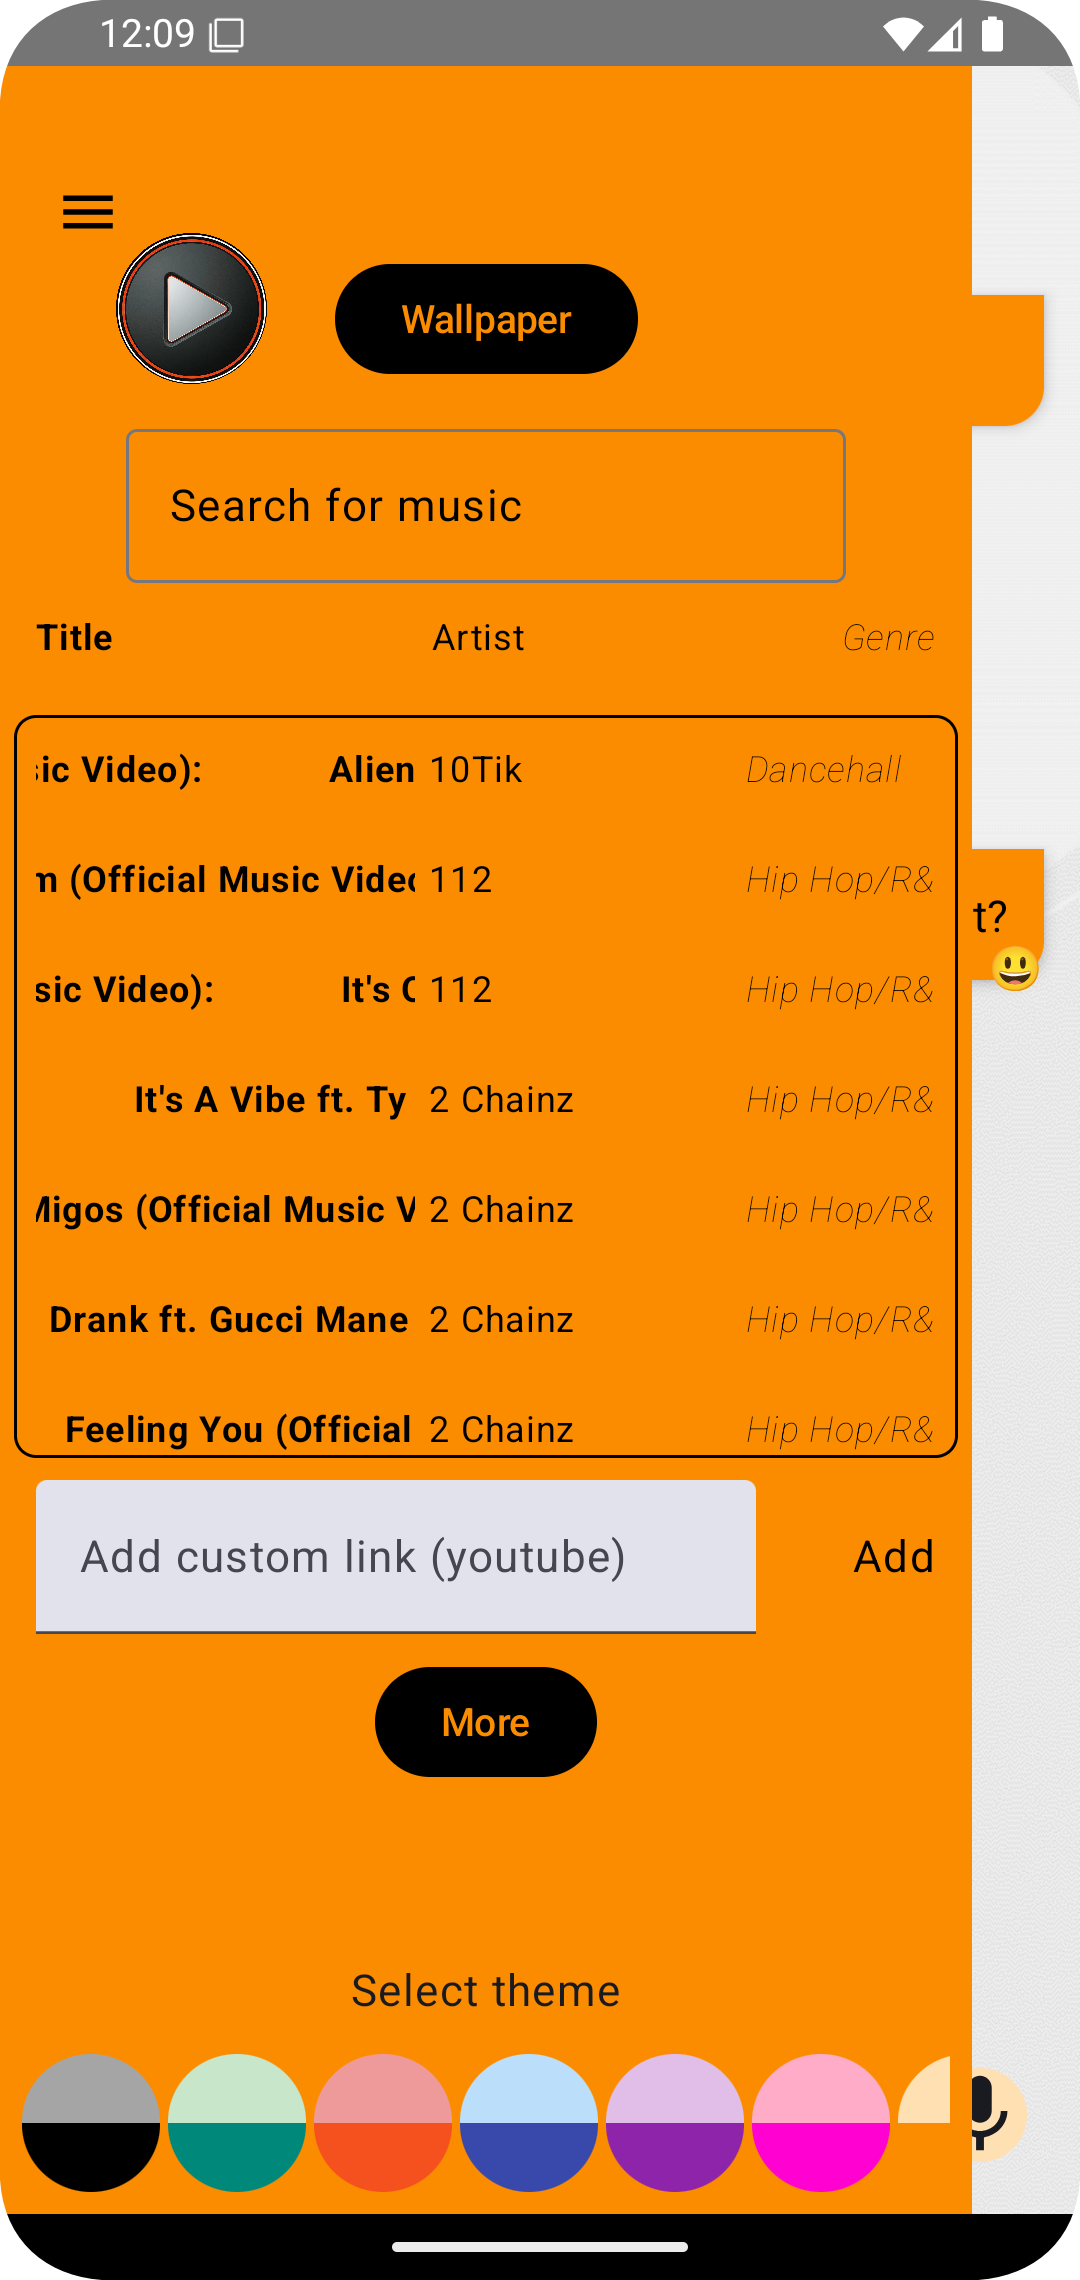 12:09
Wallpaper
Search for music
Title Artist Genre
sic Video): Alien 10Tik Dancehall
m (Official Music Video 112 Hip Hop/R&
sic Video): It's 112 Hip Hop/R&
t?
It's A Vibe ft. Ty 2 Chainz Hip Hop/R&
Migos (Official Music V 2 Chainz Hip Hop/R&
Drank ft. Gucci Mane 2 Chainz Hip Hop/R&
Feeling You (Official 2 Chainz Hip Hop/R&
Add custom link (youtube) Add
More
Select theme